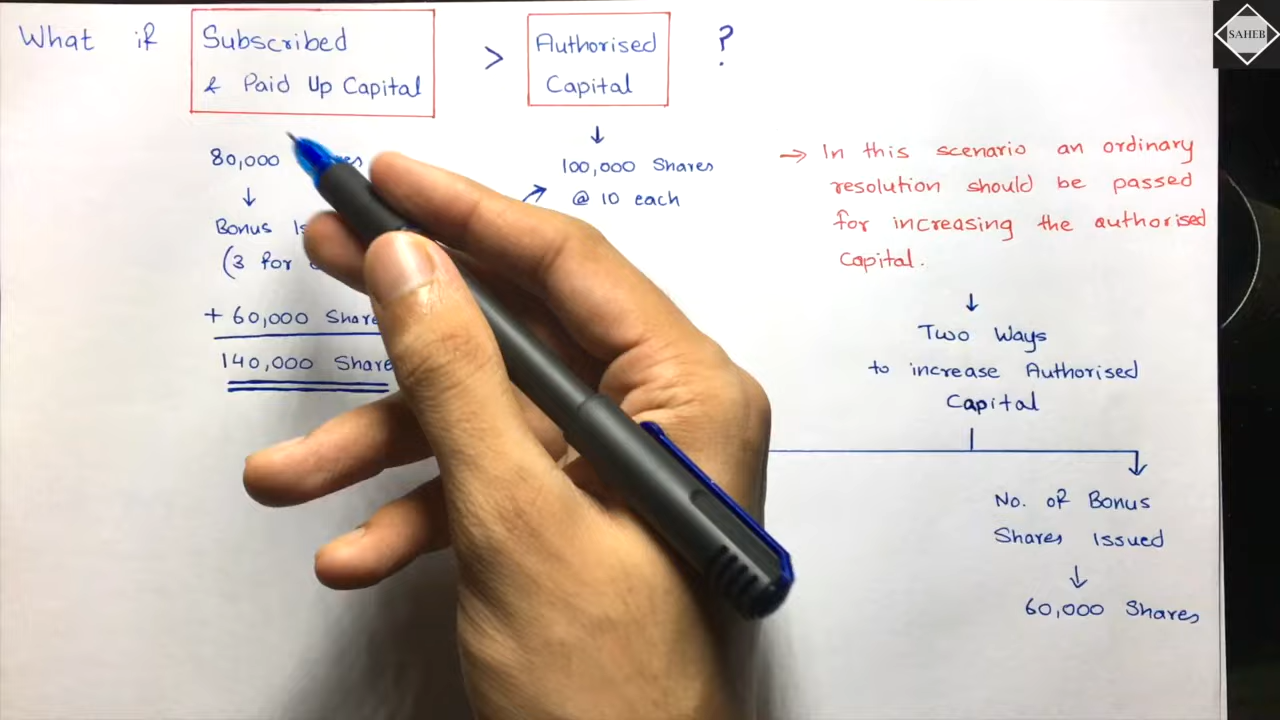 What if Subscribed & Paid Up Capital > Authorised Capital ?
80,000
Bonus
(3 for
+ 60,000 Share
140,000 Share
100,000 Shares
@ 10 each
→ In this scenario an ordinary
resolution should be passed
for increasing the authorised
Capital.
Two Ways
to increase Authorised
Capital
No. of Bonus
Shares Issued
60,000 Shares
SAHEB